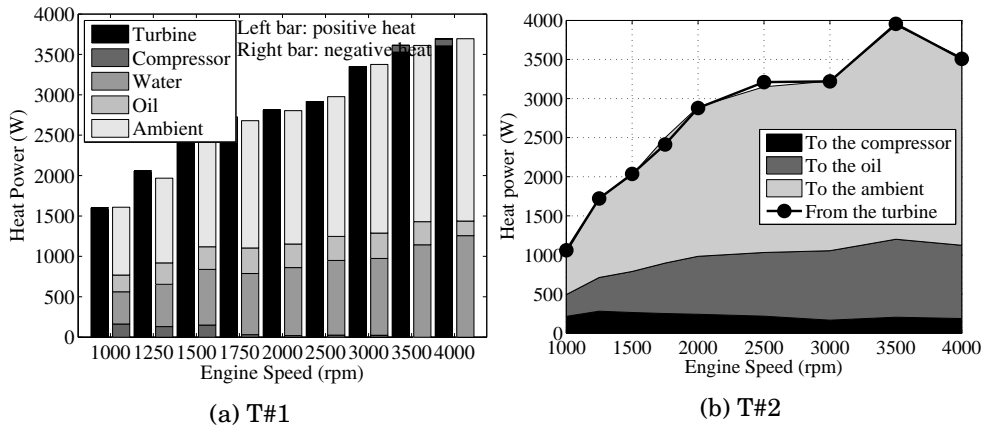 4000
3500
3000
2500
2000
1500
1000
500
0
Heat Power (W)
Turbine
Compressor
Water
Oil
Ambient
Left bar: positive heat
Right bar: negative heat
1000 1250 1500 1750 2000 2500 3000 3500 4000
Engine Speed (rpm)
(a) T#1
4000
3500
3000
2500
2000
1500
1000
500
0
Heat power (W)
To the compressor
To the oil
To the ambient
From the turbine
1000 1500 2000 2500 3000 3500 4000
Engine Speed (rpm)
(b) T#2